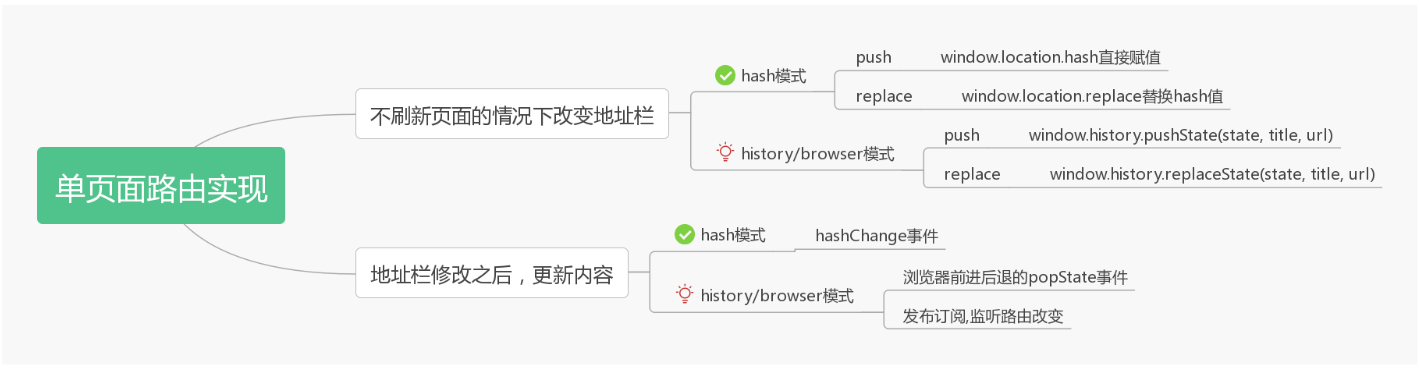 单页面路由实现
不刷新页面的情况下改变地址栏
hash模式
push window.location.hash直接赋值
replace window.location.replace替换hash值
history/browser模式
push window.history.pushState(state, title, url)
replace window.history.replaceState(state, title, url)
地址栏修改之后，更新内容
hash模式 hashChange事件
history/browser模式
浏览器前进后退的popState事件
发布订阅,监听路由改变